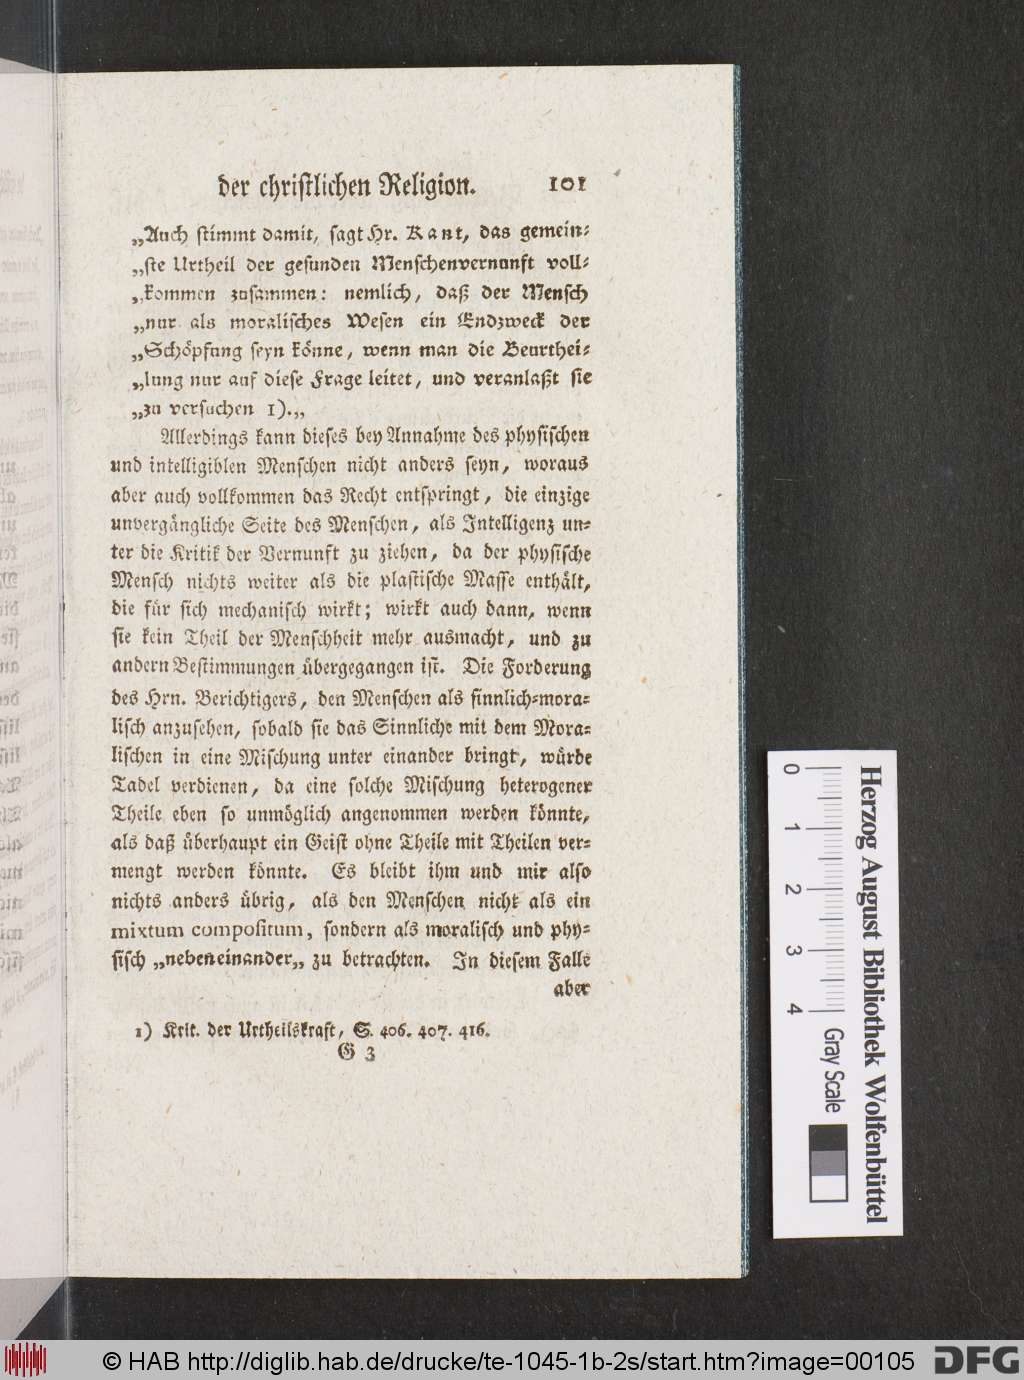 der christlichen Religion. 101
„Auch stimmt damit, sagt Hr. Kant, das gemein-
„ste Urtheil der gesunden Menschenvernunft voll-
„kommen zusammen: nemlich, daß der Mensch
„nur als moralisches Wesen ein Endzweck der
„Schöpfung seyn könne, wenn man die Beurthei-
„lung nur auf diese Frage leitet, und veranlaßt sie
„zu versuchen 1).„
Allerdings kann dieses bey Annahme des physischen
und intelligiblen Menschen nicht anders seyn, woraus
aber auch vollkommen das Recht entspringt, die einzige
unvergängliche Seite des Menschen, als Intelligenz un-
ter die Kritik der Vernunft zu ziehen, da der physische
Mensch nichts weiter als die plastische Masse enthält,
die für sich mechanisch wirkt; wirkt auch dann, wenn
sie kein Theil der Menschheit mehr ausmacht, und zu
andern Bestimmungen übergegangen ist. Die Forderung
des Hrn. Berichtigers, den Menschen als sinnlich-mora-
lisch anzusehen, sobald sie das Sinnliche mit dem Mora-
lischen in eine Mischung unter einander bringt, würde
Tadel verdienen, da eine solche Mischung heterogener
Theile eben so unmöglich angenommen werden könnte,
als daß überhaupt ein Geist ohne Theile mit Theilen ver-
mengt werden könnte. Es bleibt ihm und mir also
nichts anders übrig, als den Menschen nicht als ein
mixtum compositum, sondern als moralisch und phy-
sisch „nebeneinander„ zu betrachten. In diesem Falle
aber
1) Krit. der Urtheilskraft, S. 406. 407. 416.
G 3
Herzog August Bibliothek Wolfenbüttel
0 1 2 3 4 Gray Scale
© HAB http://diglib.hab.de/drucke/te-1045-1b-2s/start.htm?image=00105 DFG